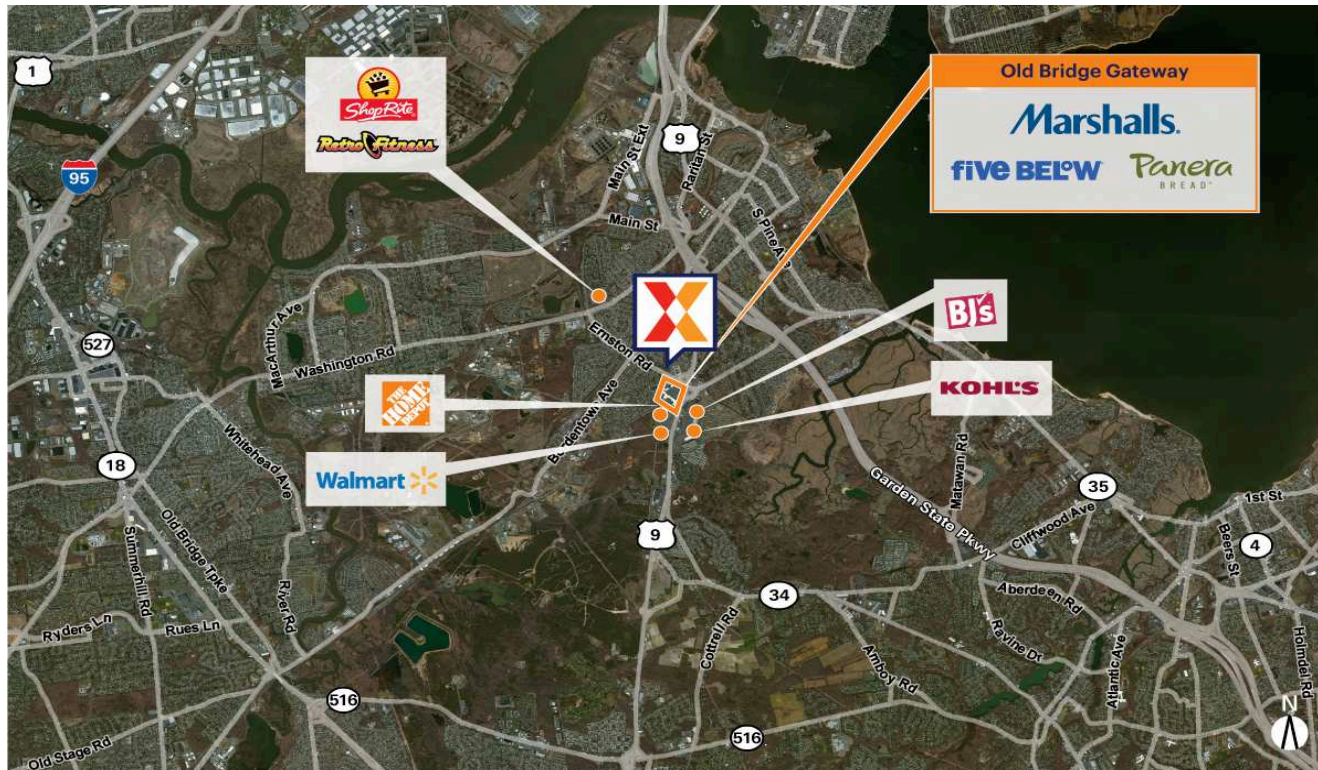 1
95
ShopRite
Retro Fitness
Main St Ext
9
Raritan St
Main St
S Pine Ave
Old Bridge Gateway
Marshalls.
five BELOW
Panera
BREAD
BJ's
KOHL'S
THE
HOME
DEPOT
Walmart
527
MacArthur Ave
Washington Rd
Ernston Rd
Bordentown Ave
18
Whitehead Ave
Old Bridge Tpke
Summerhill Rd
River Rd
Ryders Ln
Rues Ln
Old Stage Rd
516
9
34
Cottrell Rd
Amboy Rd
516
Garden State Pkwy
Matawan Rd
35
Cliffwood Ave
1st St
Beers St
4
Aberdeen Rd
Ravine Dr
Atlantic Ave
Holmdel Rd
N